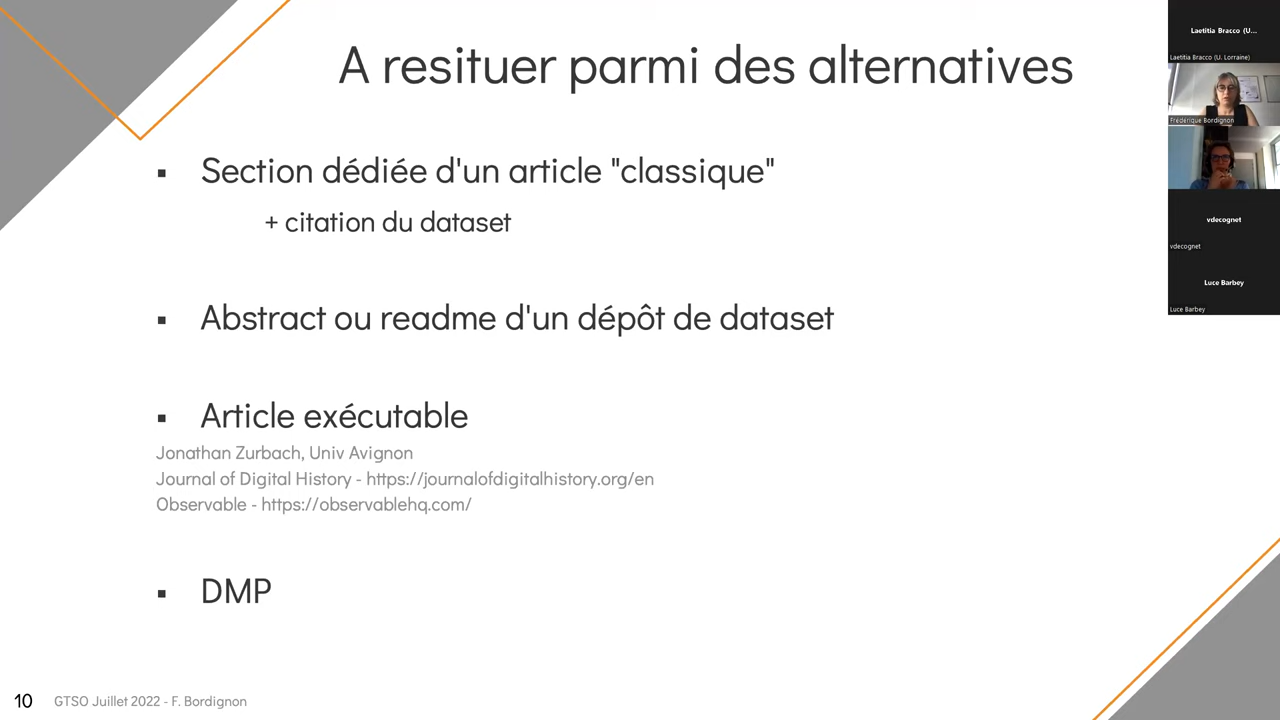 A resituer parmi des alternatives
▪ Section dédiée d'un article "classique"
+ citation du dataset
▪ Abstract ou readme d'un dépôt de dataset
▪ Article exécutable
Jonathan Zurbach, Univ Avignon
Journal of Digital History - https://journalofdigitalhistory.org/en
Observable - https://observablehq.com/
▪ DMP
10 GTSO Juillet 2022 - F. Bordignon
Laetitia Bracco (U...
Laetitia Bracco (U. Lorraine)
Frédérique Bordignon
vdecognet
vdecognet
Luce Barbey
Luce Barbey